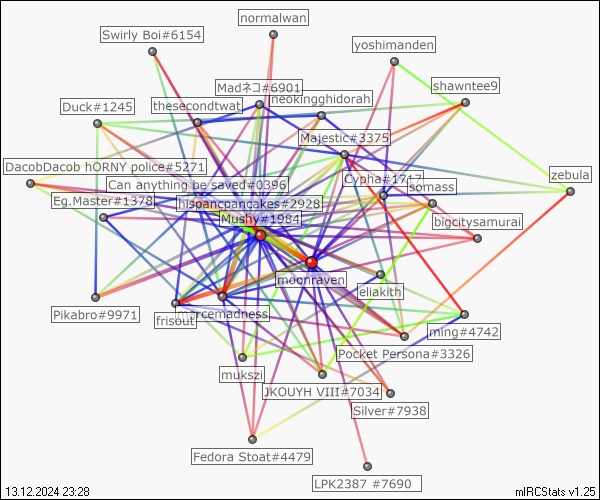 normalwan
Swirly Boi#6154
yoshimanden
shawntee9
Madネコ#6901
neokingghidorah
Duck#1245
thesecondtwat
Majestic#3375
DacobDacob hORNY police#5271
zebula
Cypha#1717
Can anything be saved#0396
somass
Eg,Master#1378
hispancpancakes#2928
Mushy#1984
bigcitysamurai
moonraven
eliakith
Pikabro#9971
frisout
ming#4742
Pocket Persona#3326
mukszi
JKOUYH VIII#7034
Silver#7938
Fedora Stoat#4479
LPK2387 #7690
13.12.2024 23:28
mIRCStats v1.25